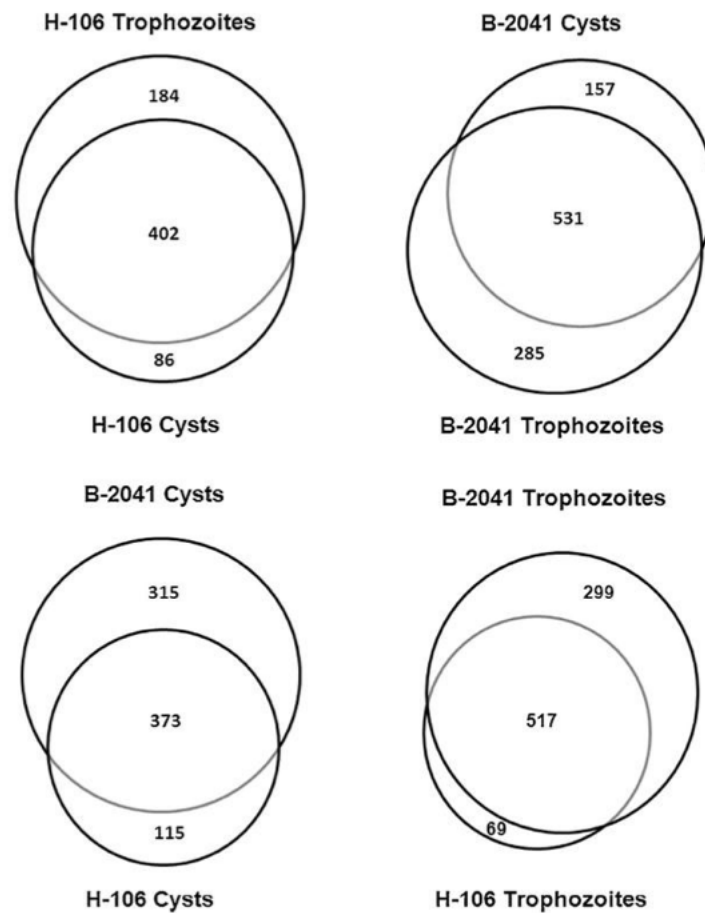 H-106 Trophozoites
184
402
86
H-106 Cysts
B-2041 Cysts
157
531
285
B-2041 Trophozoites
B-2041 Cysts
315
373
115
H-106 Cysts
B-2041 Trophozoites
299
517
69
H-106 Trophozoites